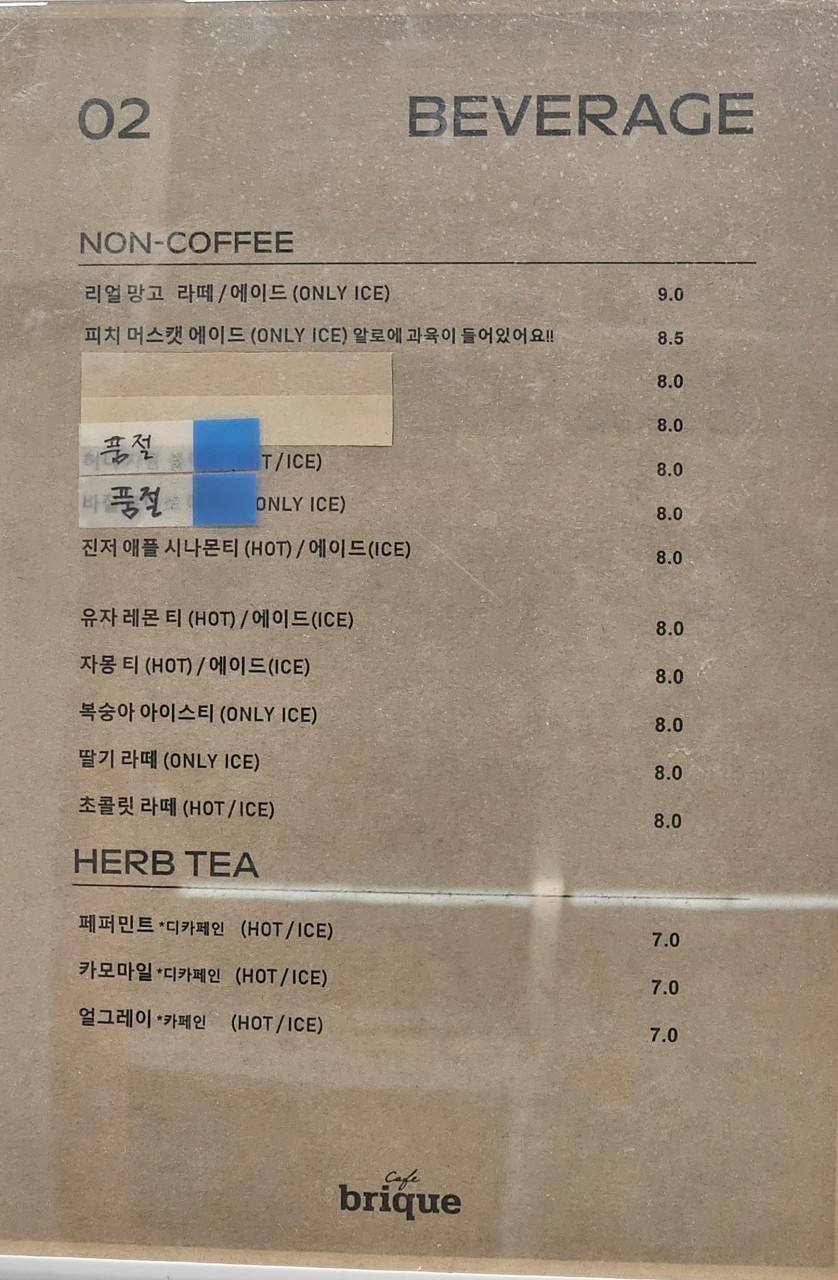 02 BEVERAGE
NON-COFFEE
리얼 망고 라떼 / 에이드 (ONLY ICE) 9.0
피치 머스캣 에이드 (ONLY ICE) 알로에 과육이 들어있어요!! 8.5
8.0
8.0
품절 T / ICE) 8.0
품절 ONLY ICE) 8.0
진저 애플 시나몬티 (HOT) / 에이드(ICE) 8.0
유자 레몬 티 (HOT) / 에이드(ICE) 8.0
자몽 티 (HOT) / 에이드(ICE) 8.0
복숭아 아이스티 (ONLY ICE) 8.0
딸기 라떼 (ONLY ICE) 8.0
초콜릿 라떼 (HOT / ICE) 8.0
HERB TEA
페퍼민트 *디카페인 (HOT / ICE) 7.0
카모마일 *디카페인 (HOT / ICE) 7.0
얼그레이 *카페인 (HOT / ICE) 7.0
Cafe
brique